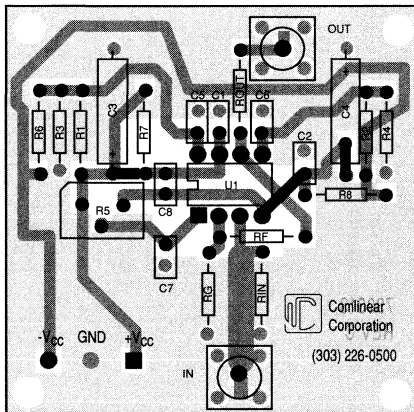 OUT
C5 C1 C6
ROUT
C3
C4
R6 R3 R1 R7
R2 R4
C2
U1
R5
C8
R8
RF
C7
RG
RIN
Comlinear
Corporation
(303) 226-0500
-VCC GND +VCC
IN